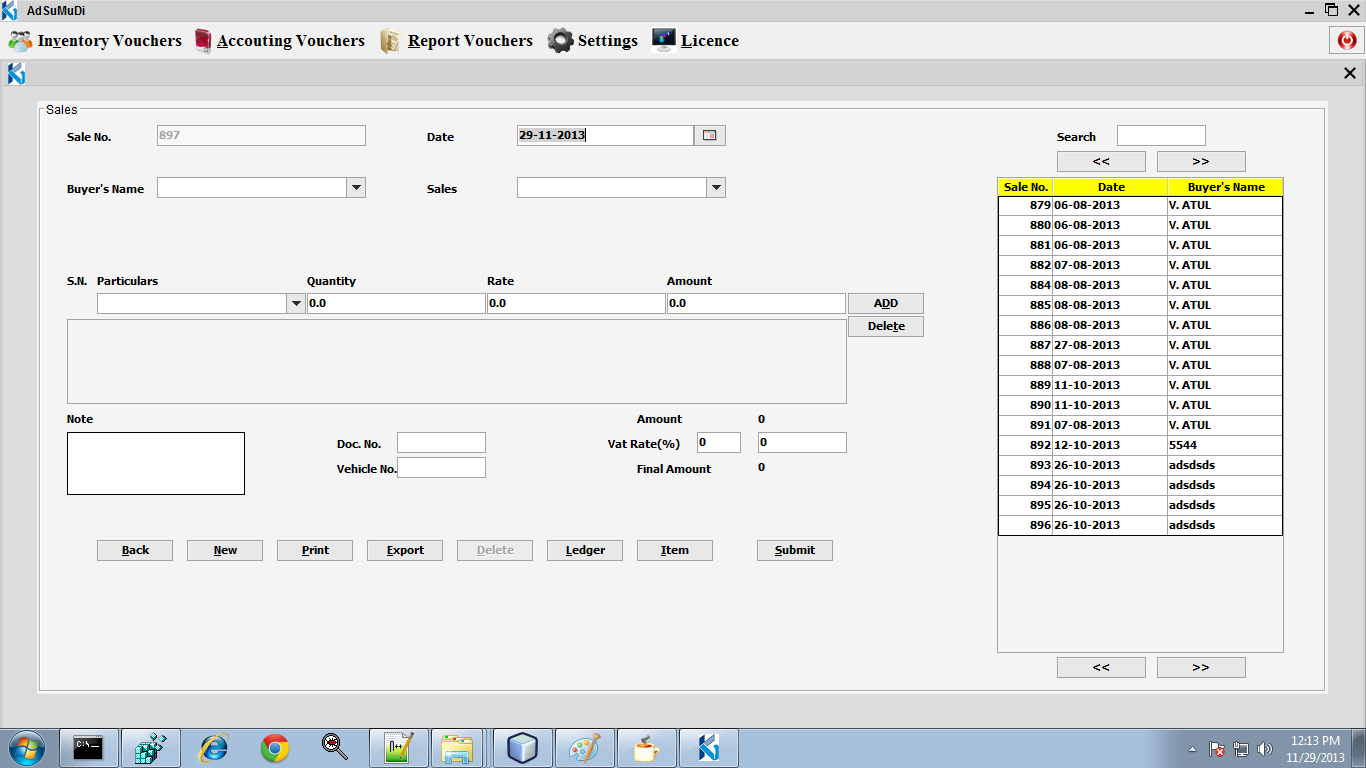 AdSuMuDi
Inventory Vouchers Accouting Vouchers Report Vouchers Settings Licence
Sales
Sale No. 897 Date 29-11-2013 Search
<< >>
Buyer's Name Sales
Sale No. Date Buyer's Name
879 06-08-2013 V. ATUL
880 06-08-2013 V. ATUL
881 06-08-2013 V. ATUL
882 07-08-2013 V. ATUL
884 08-08-2013 V. ATUL
885 08-08-2013 V. ATUL
886 08-08-2013 V. ATUL
887 27-08-2013 V. ATUL
888 07-08-2013 V. ATUL
889 11-10-2013 V. ATUL
890 11-10-2013 V. ATUL
891 07-08-2013 V. ATUL
892 12-10-2013 5544
893 26-10-2013 adsdsds
894 26-10-2013 adsdsds
895 26-10-2013 adsdsds
896 26-10-2013 adsdsds
<< >>
S.N. Particulars Quantity Rate Amount
0.0 0.0 0.0 ADD
Delete
Note Amount 0
Doc. No. Vat Rate(%) 0 0
Vehicle No. Final Amount 0
Back New Print Export Delete Ledger Item Submit
C:\
12:13 PM
11/29/2013